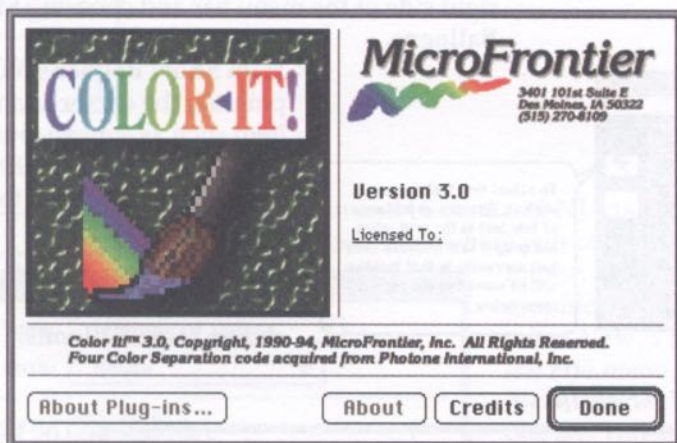 COLOR IT!
MicroFrontier
3401 101st Suite E
Des Moines, IA 50322
(515) 270-8109
Version 3.0
Licensed To:
Color It!™ 3.0, Copyright, 1990-94, MicroFrontier, Inc. All Rights Reserved.
Four Color Separation code acquired from Photone International, Inc.
About Plug-ins...
About
Credits
Done